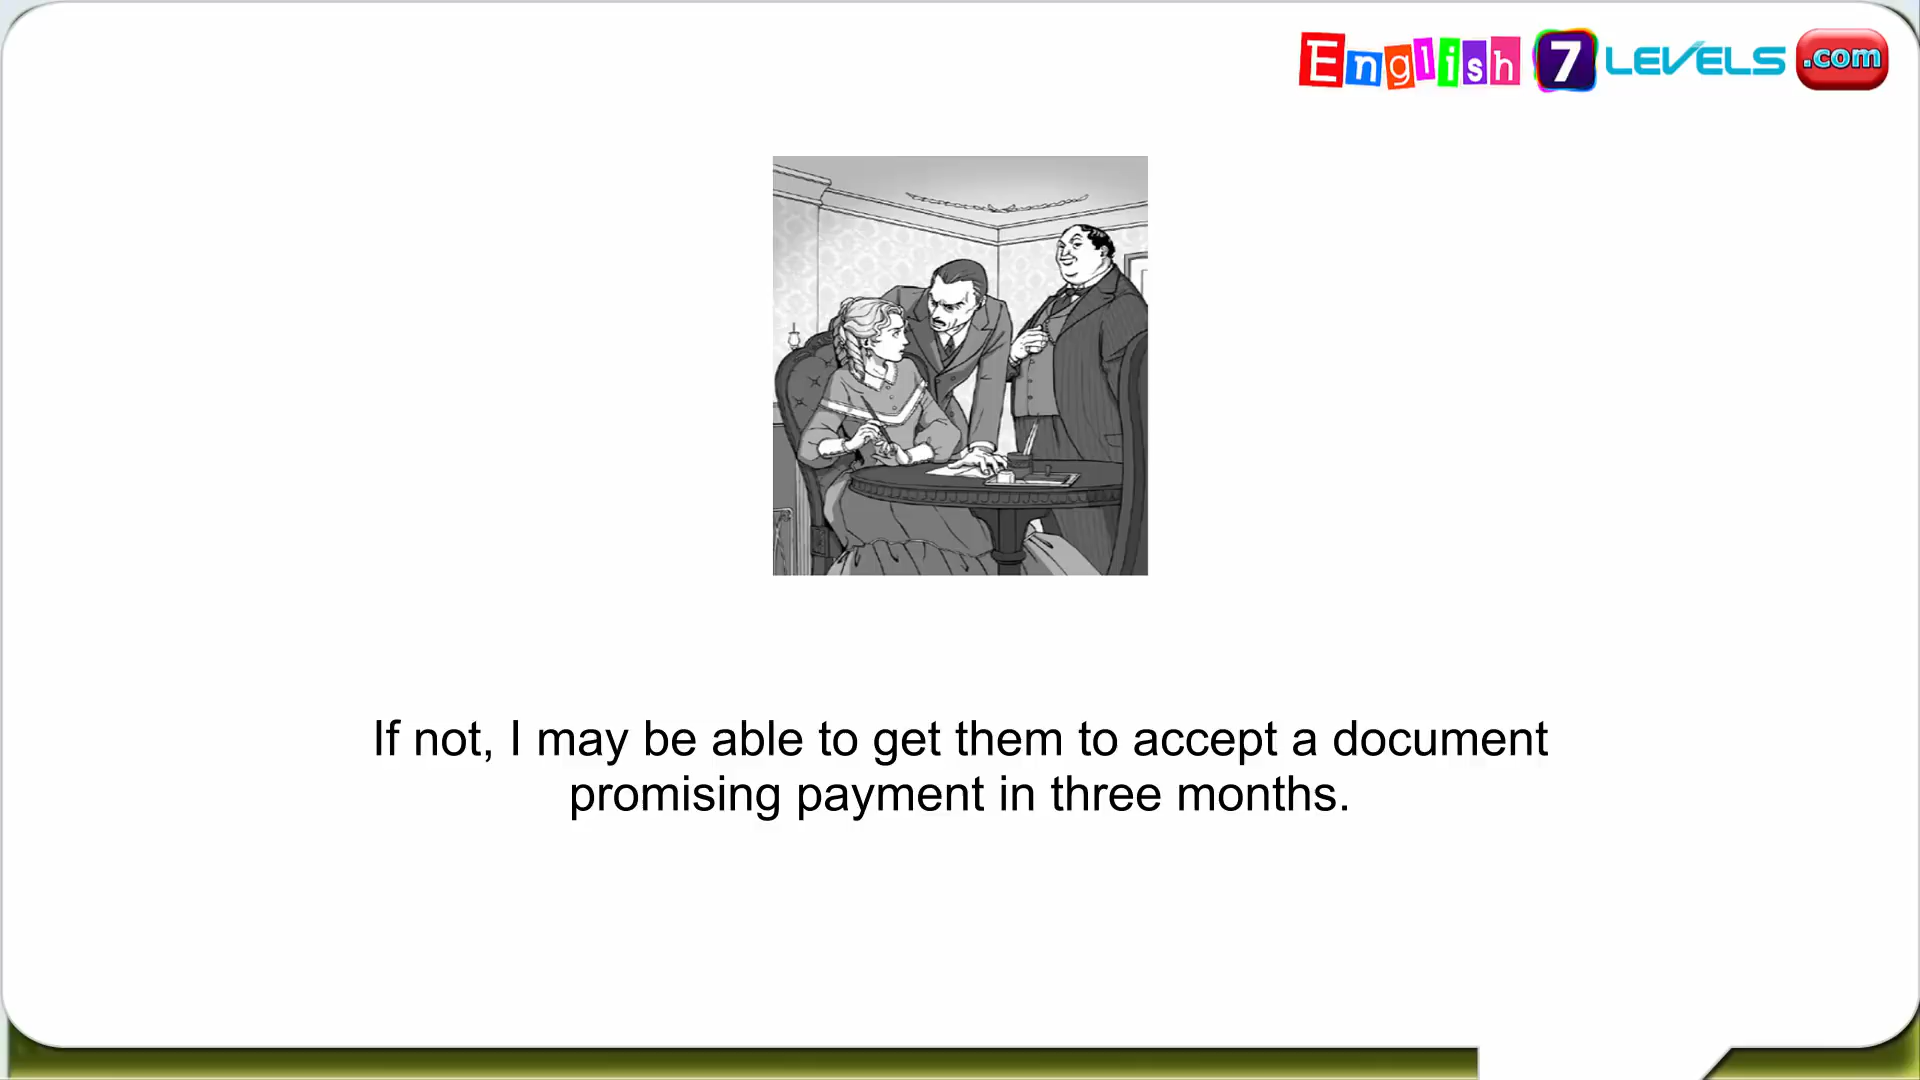 English 7 LEVELS .com
If not, I may be able to get them to accept a document
promising payment in three months.